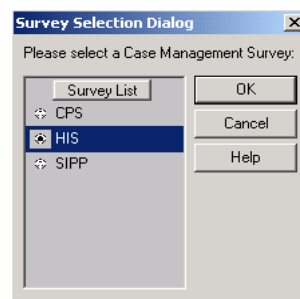 Survey Selection Dialog
Please select a Case Management Survey:
Survey List
CPS
HIS
SIPP
OK
Cancel
Help